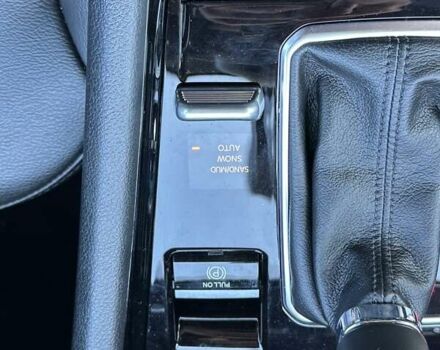 AUTO
SNOW
SAND/MUD
(P)
PULL ON